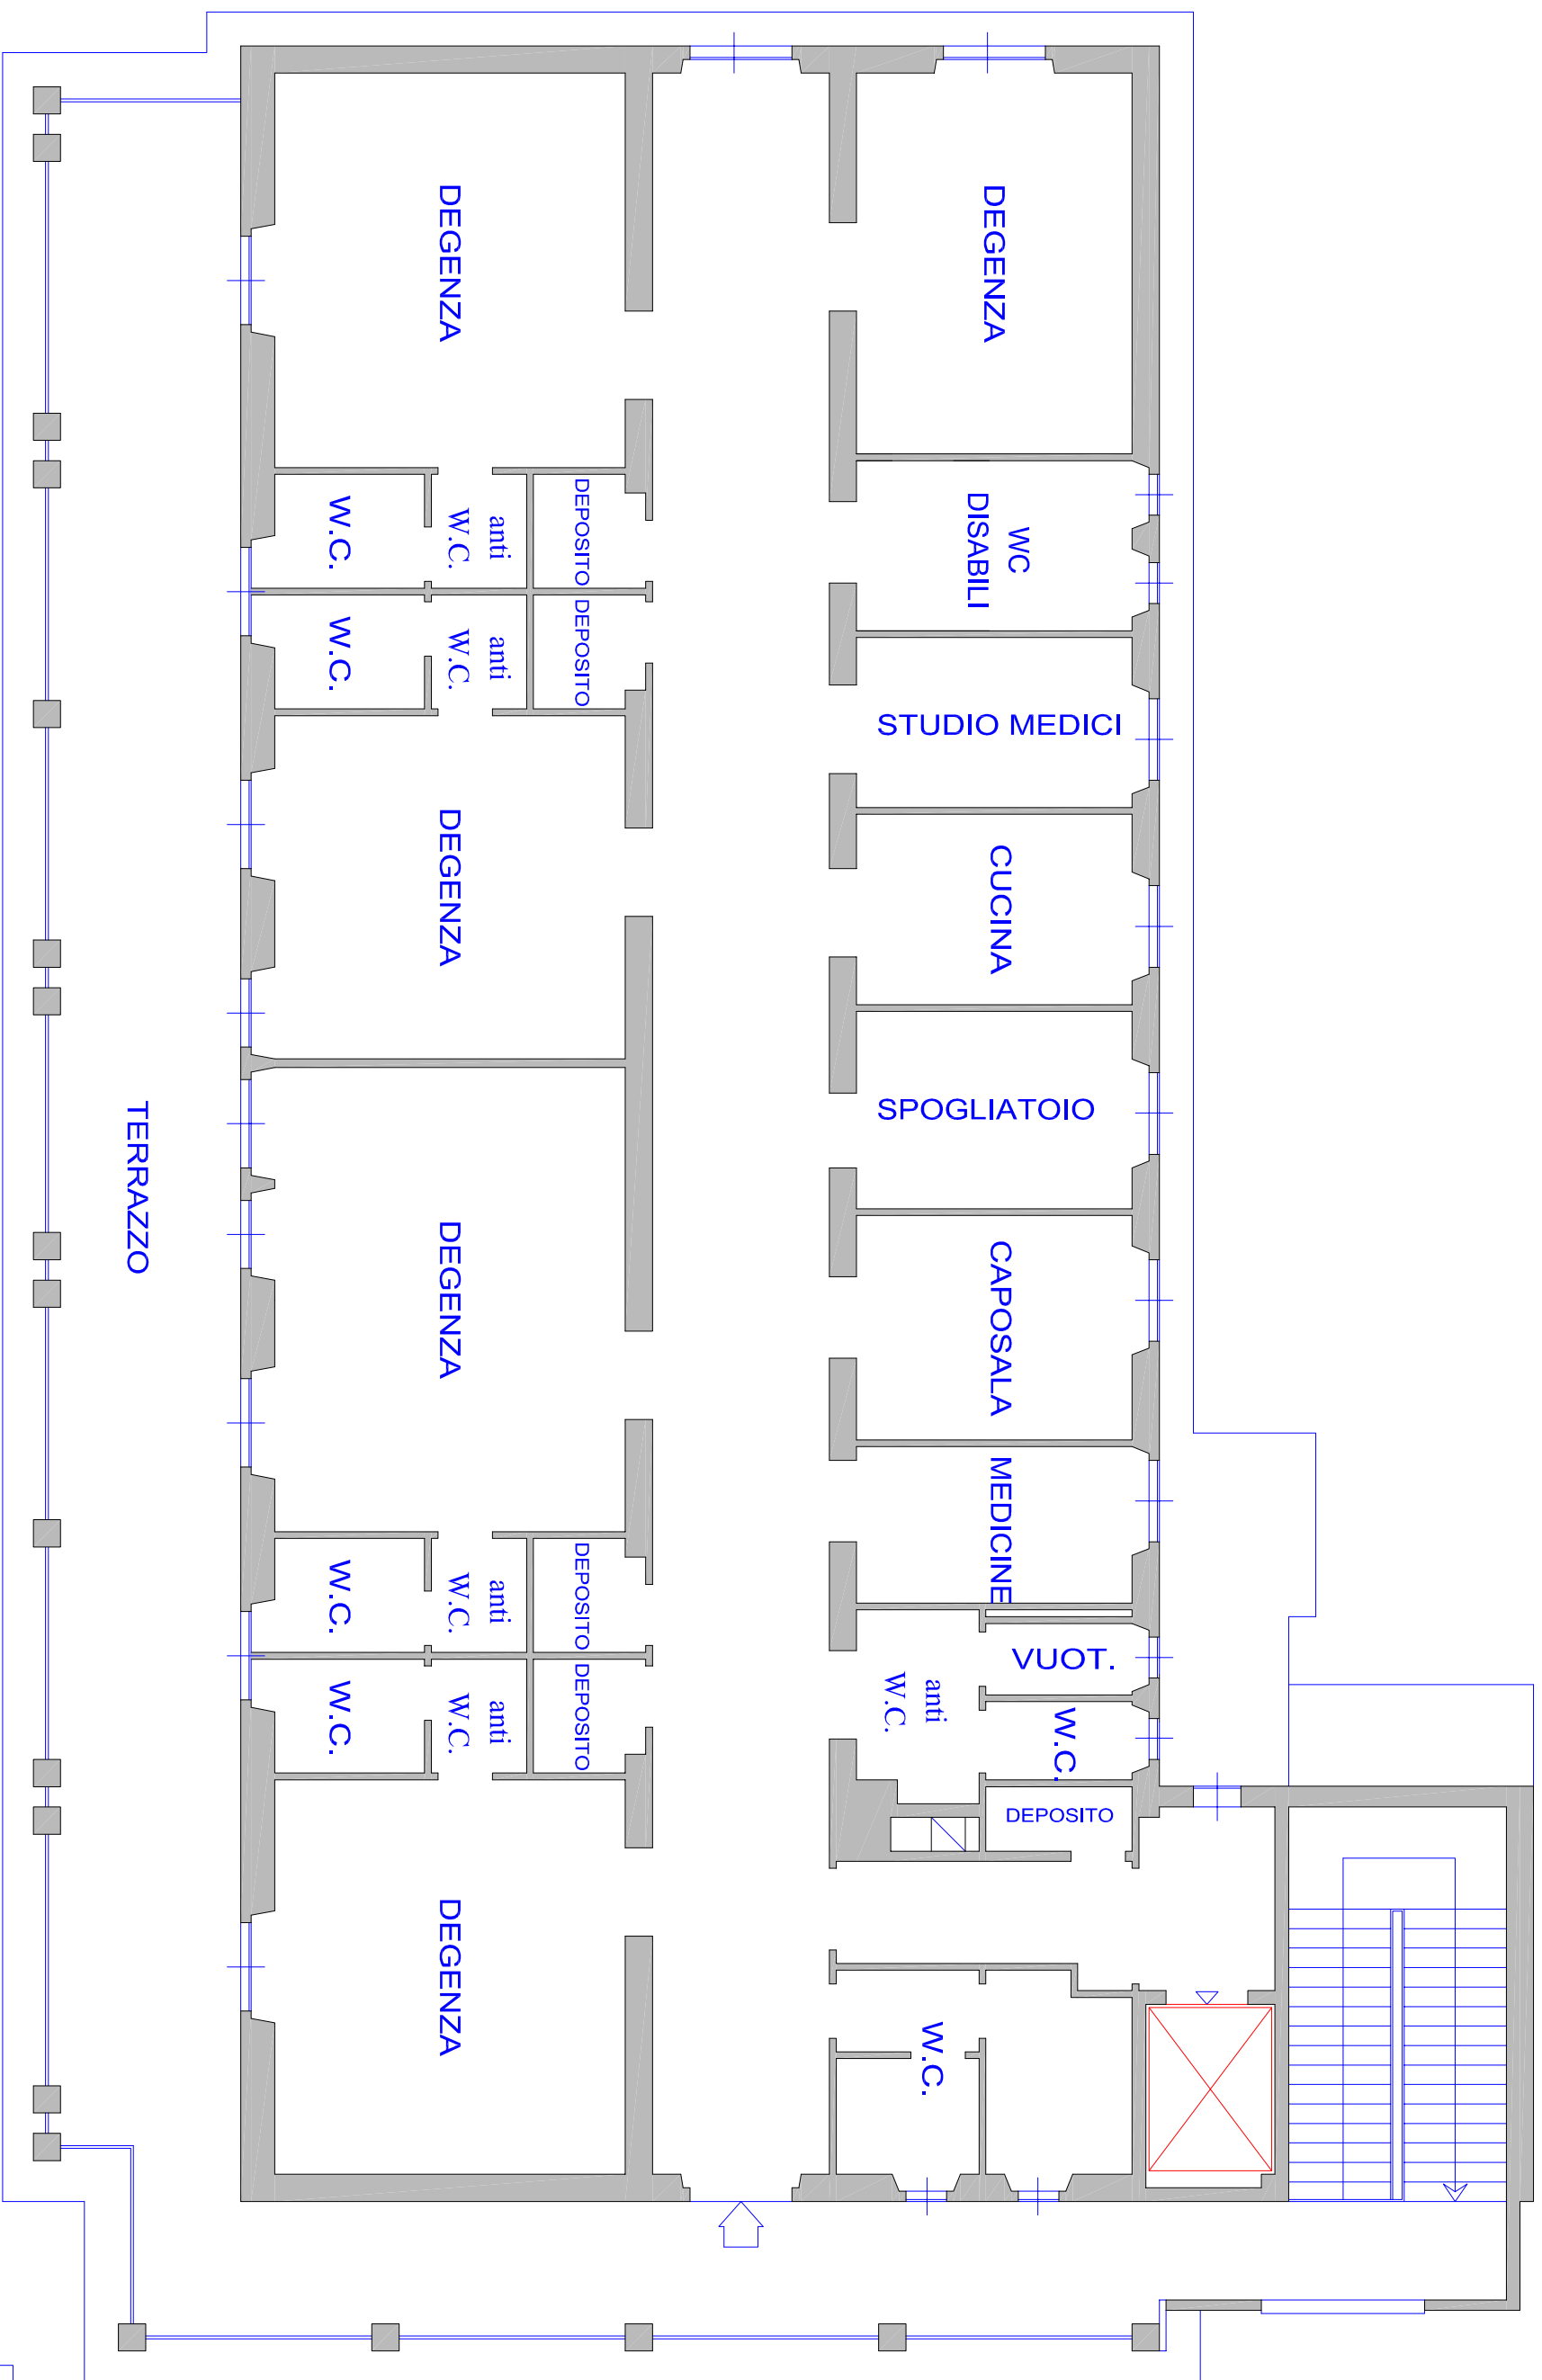 DEGENZA
DEGENZA
W.C.
anti
W.C.
DEPOSITO
WC
DISABILI
W.C.
anti
W.C.
DEPOSITO
STUDIO MEDICI
DEGENZA
CUCINA
SPOGLIATOIO
TERRAZZO
DEGENZA
CAPOSALA
MEDICINE
W.C.
anti
W.C.
DEPOSITO
VUOT.
W.C.
anti
W.C.
DEPOSITO
anti
W.C.
W.C.
DEPOSITO
DEGENZA
W.C.